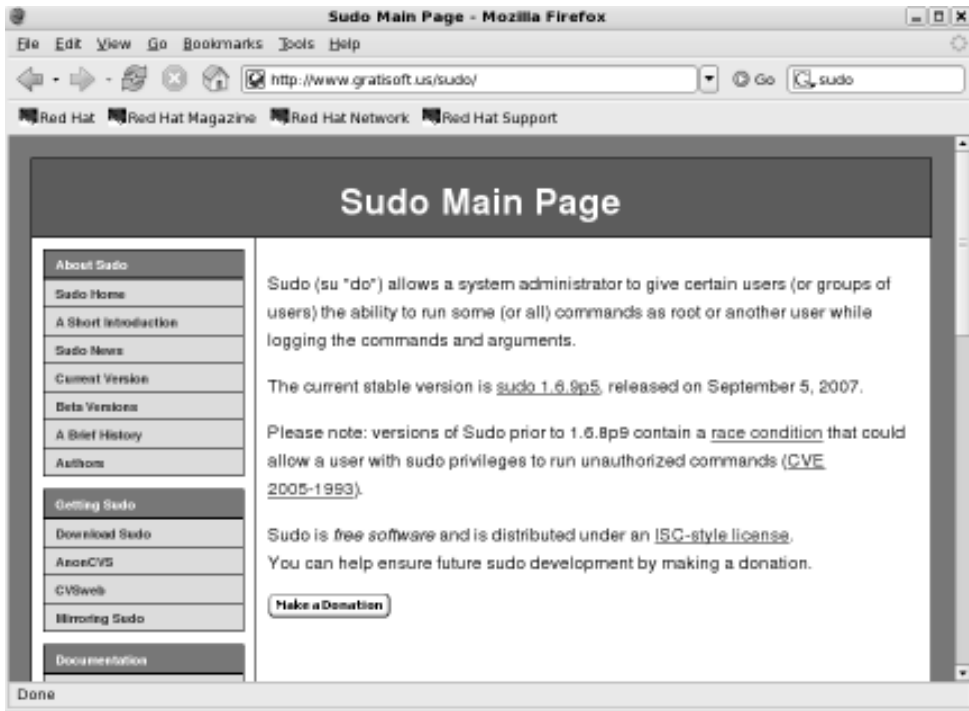 Sudo Main Page - Mozilla Firefox
File Edit View Go Bookmarks Tools Help
http://www.gratisoft.us/sudo/ Go sudo
Red Hat Red Hat Magazine Red Hat Network Red Hat Support
Sudo Main Page
About Sudo
Sudo Home
A Short Introduction
Sudo News
Current Version
Beta Versions
A Brief History
Authors
Getting Sudo
Download Sudo
AnonCVS
CVSweb
Mirroring Sudo
Documentation
Sudo (su "do") allows a system administrator to give certain users (or groups of
users) the ability to run some (or all) commands as root or another user while
logging the commands and arguments.
The current stable version is sudo 1.6.9p5, released on September 5, 2007.
Please note: versions of Sudo prior to 1.6.8p9 contain a race condition that could
allow a user with sudo privileges to run unauthorized commands (CVE
2005-1993).
Sudo is free software and is distributed under an ISC-style license.
You can help ensure future sudo development by making a donation.
Make a Donation
Done